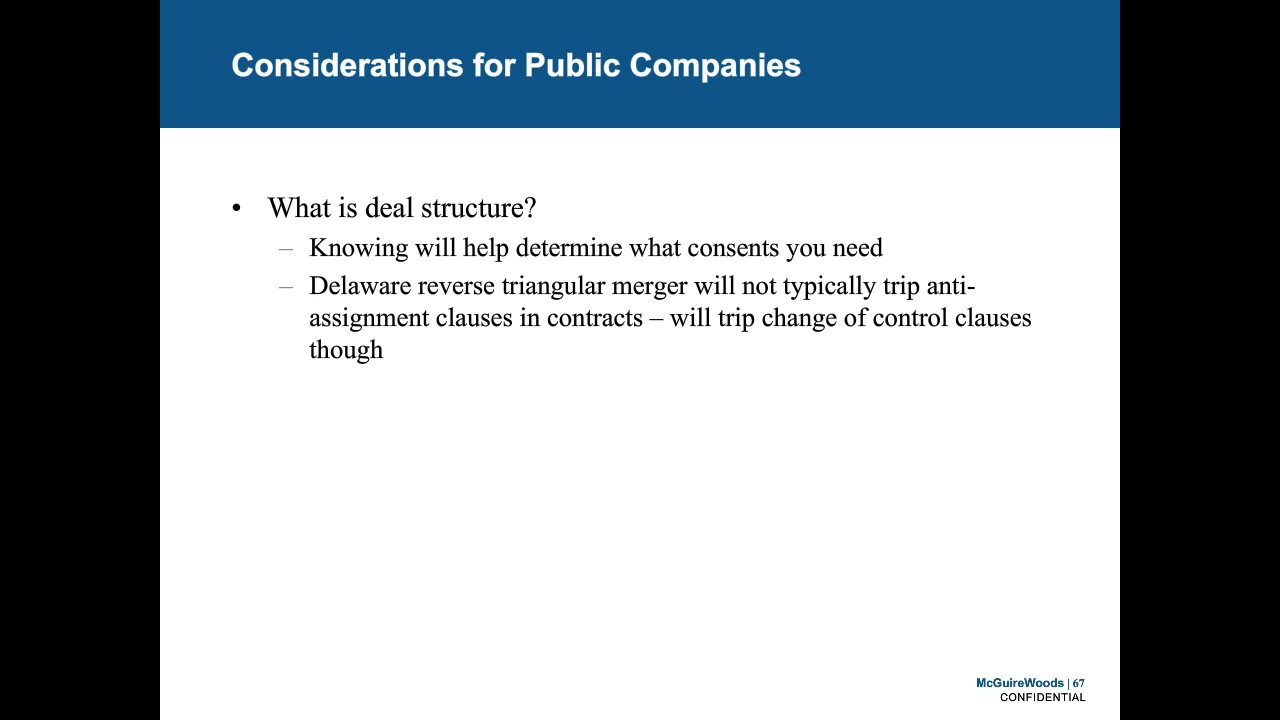 Considerations for Public Companies
• What is deal structure?
– Knowing will help determine what consents you need
– Delaware reverse triangular merger will not typically trip anti-
assignment clauses in contracts – will trip change of control clauses
though
McGuireWoods | 67
CONFIDENTIAL